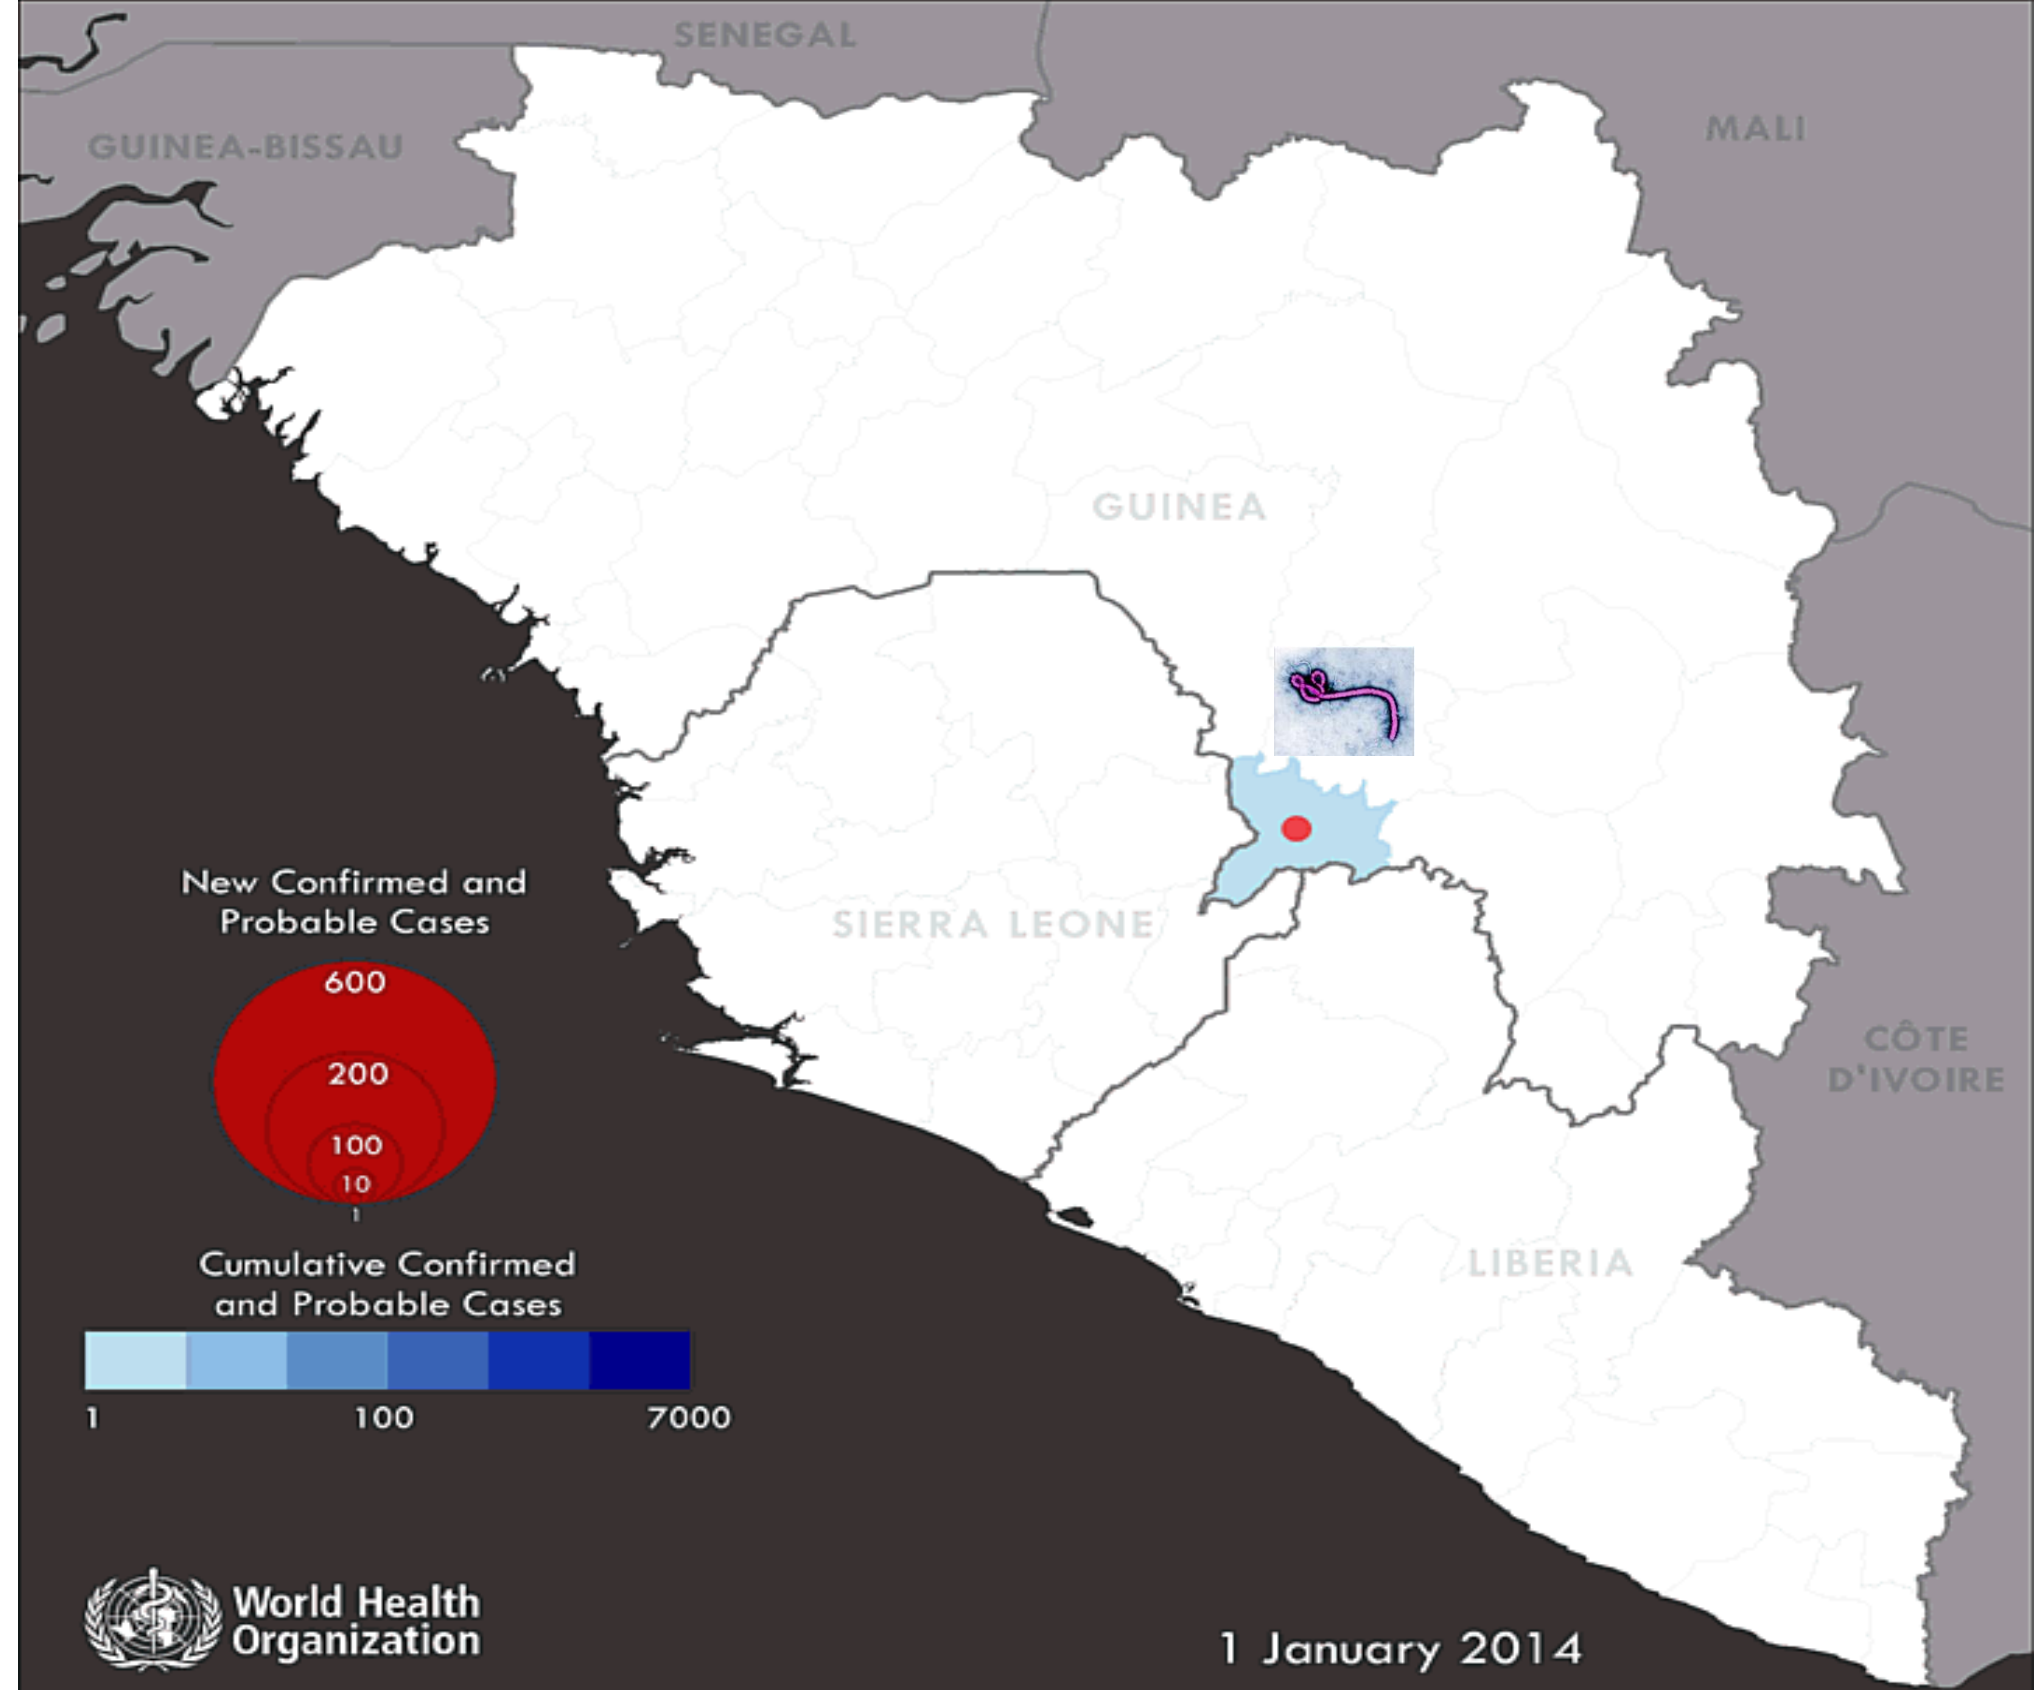 SENEGAL
MALI
GUINEA-BISSAU
GUINEA
SIERRA LEONE
CÔTE
D'IVOIRE
LIBERIA
New Confirmed and
Probable Cases
600
200
100
10
1
Cumulative Confirmed
and Probable Cases
1 100 7000
World Health
Organization
1 January 2014